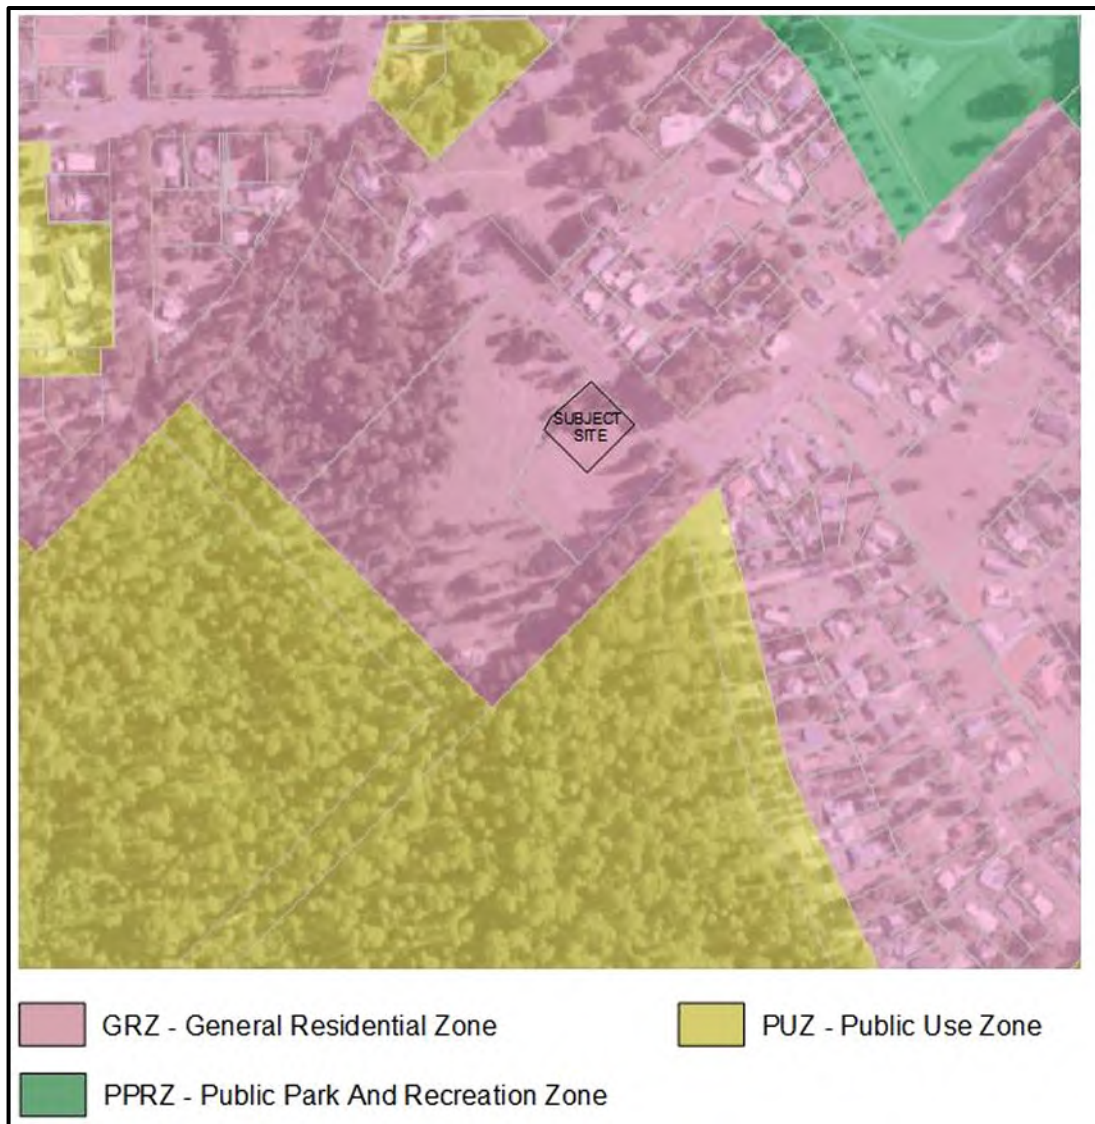 SUBJECT
SITE
GRZ - General Residential Zone
PUZ - Public Use Zone
PPRZ - Public Park And Recreation Zone